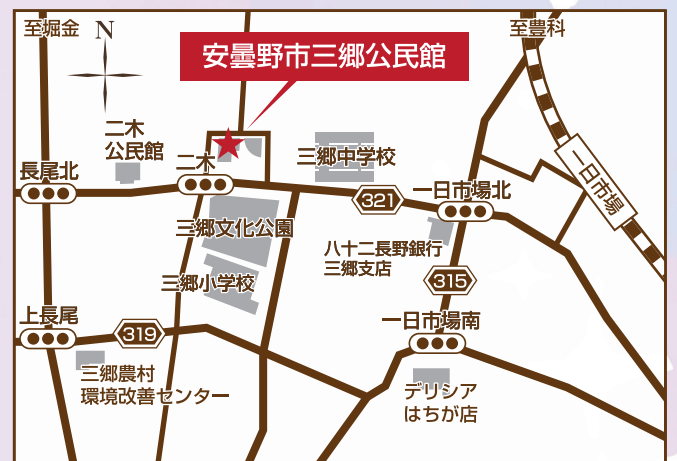 至堀金
N
至豊科
安曇野市三郷公民館
二木
公民館
二木
三郷中学校
長尾北
321
一日市場北
一日市場
三郷文化公園
八十二長野銀行
三郷支店
三郷小学校
315
上長尾
319
一日市場南
三郷農村
環境改善センター
デリシア
はちが店